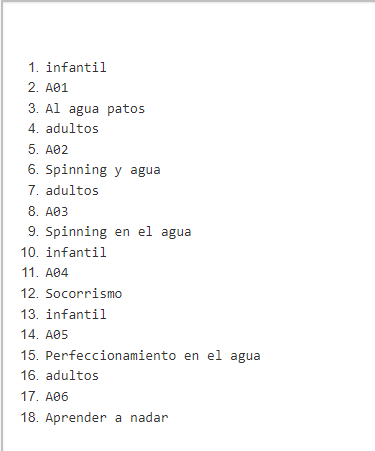 1. infantil
2. A01
3. Al agua patos
4. adultos
5. A02
6. Spinning y agua
7. adultos
8. A03
9. Spinning en el agua
10. infantil
11. A04
12. Socorrismo
13. infantil
14. A05
15. Perfeccionamiento en el agua
16. adultos
17. A06
18. Aprender a nadar